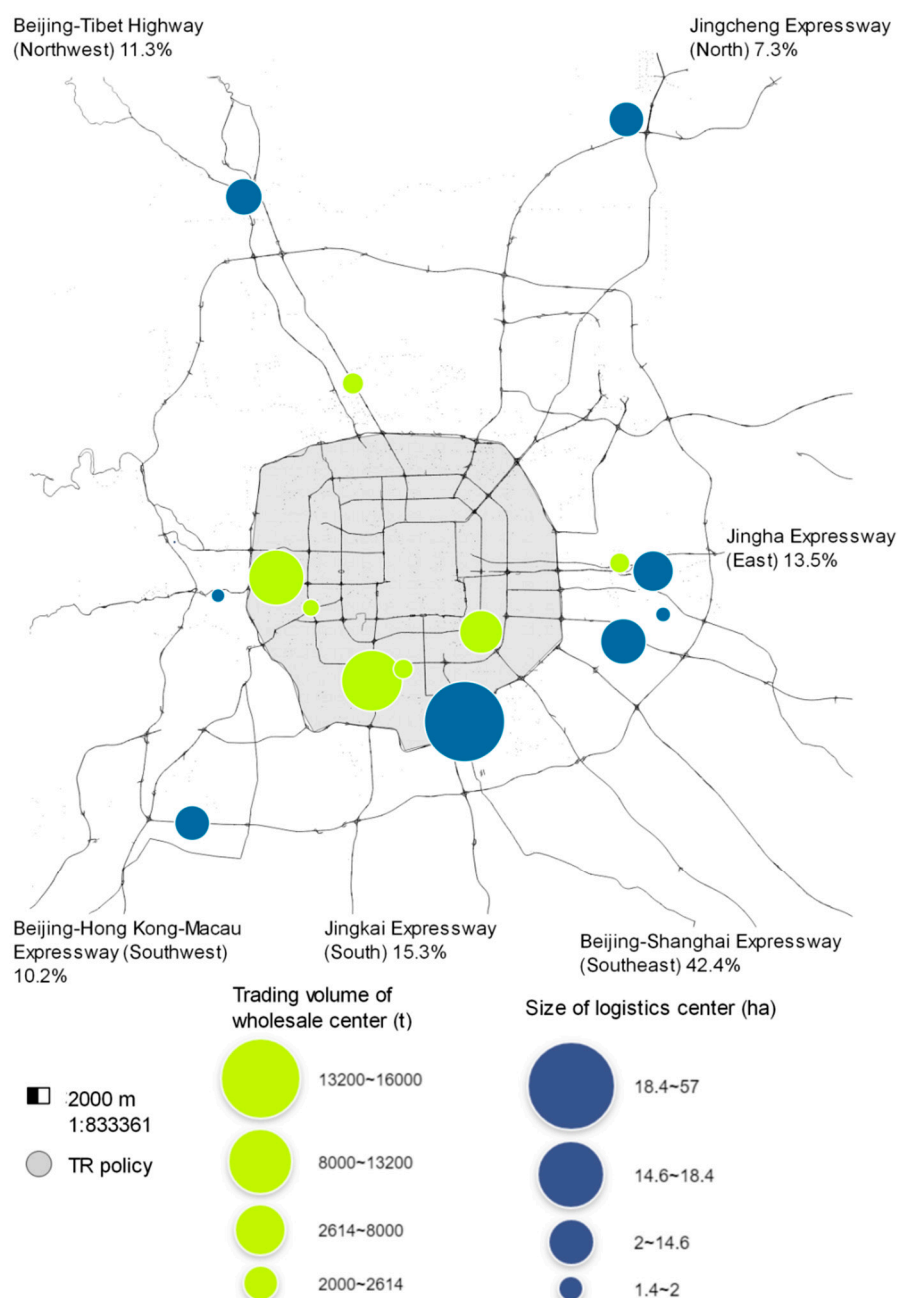 Beijing-Tibet Highway
(Northwest) 11.3%
Jingcheng Expressway
(North) 7.3%
Jingha Expressway
(East) 13.5%
Beijing-Hong Kong-Macau
Expressway (Southwest)
10.2%
Jingkai Expressway
(South) 15.3%
Beijing-Shanghai Expressway
(Southeast) 42.4%
Trading volume of
wholesale center (t)
13200~16000
8000~13200
2614~8000
2000~2614
Size of logistics center (ha)
18.4~57
14.6~18.4
2~14.6
1.4~2
2000 m
1:833361
TR policy